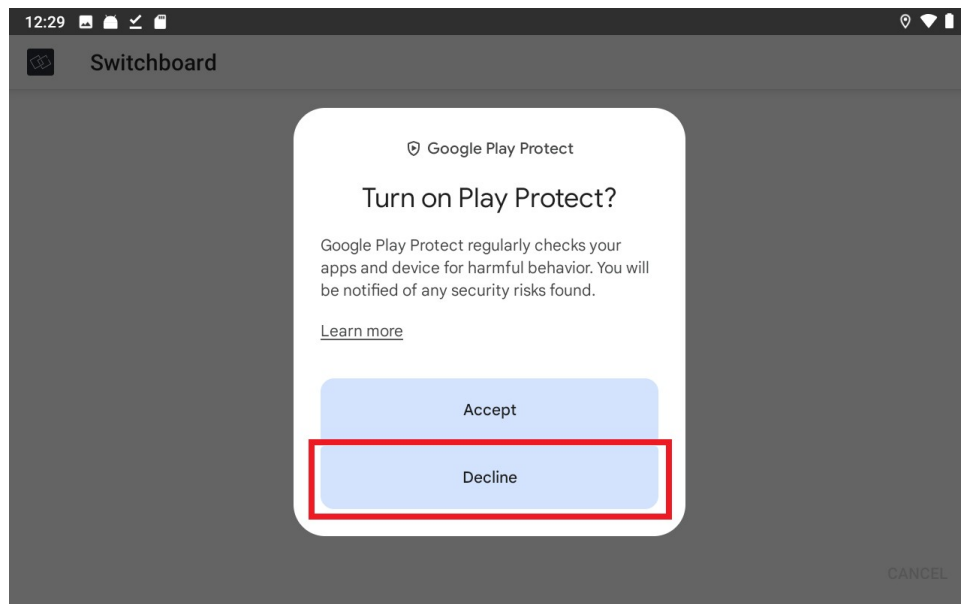 12:29
Switchboard
Google Play Protect
Turn on Play Protect?
Google Play Protect regularly checks your
apps and device for harmful behavior. You will
be notified of any security risks found.
Learn more
Accept
Decline
CANCEL